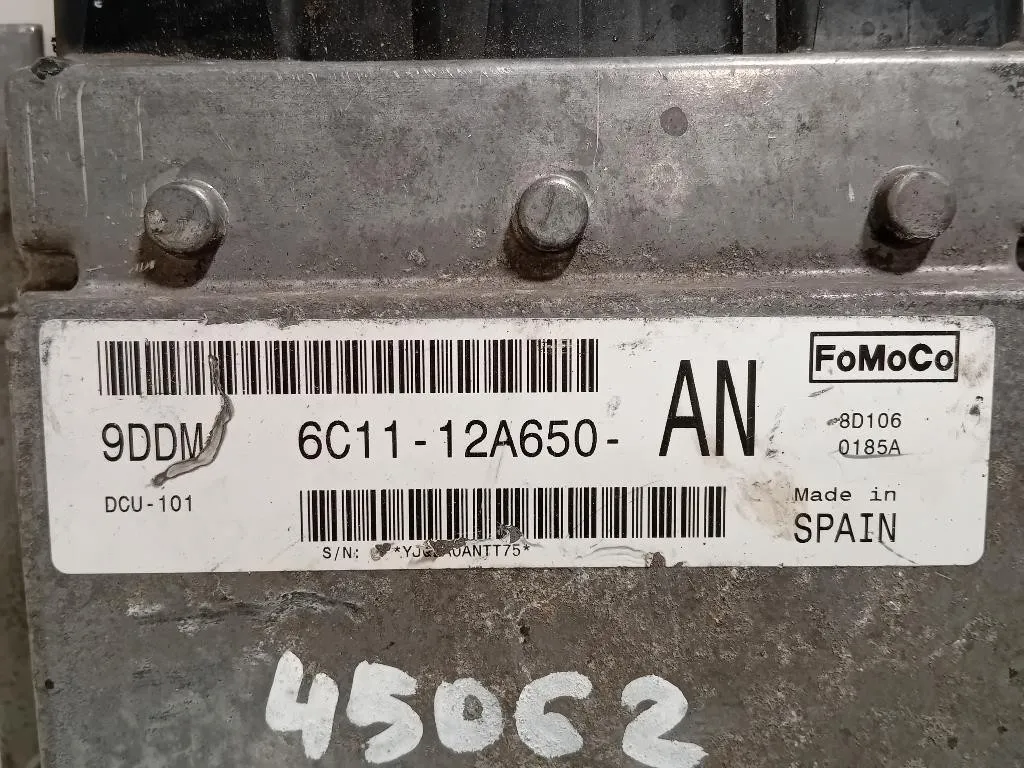 FoMoCo
9DDM 6C11-12A650- AN
8D106
0185A
DCU-101
Made in
SPAIN
S/N:
45062